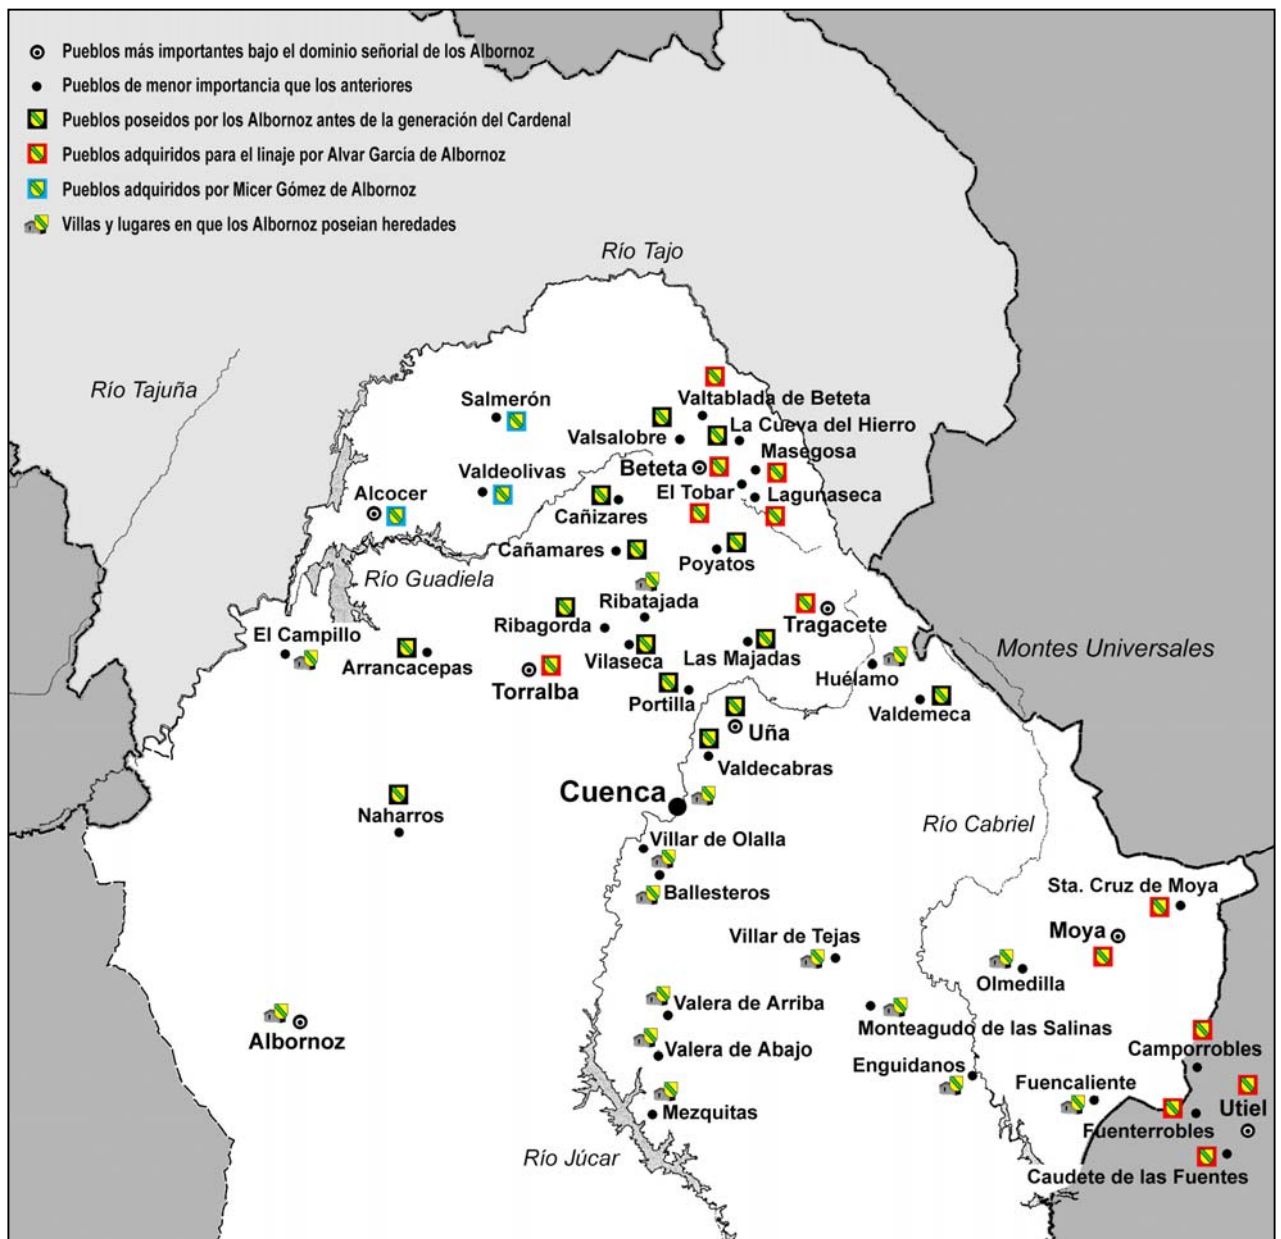 Pueblos más importantes bajo el dominio señorial de los Albornoz
Pueblos de menor importancia que los anteriores
Pueblos poseidos por los Albornoz antes de la generación del Cardenal
Pueblos adquiridos para el linaje por Alvar García de Albornoz
Pueblos adquiridos por Micer Gómez de Albornoz
Villas y lugares en que los Albornoz poseian heredades
Río Tajo
Río Tajuña
Salmerón
Valtablada de Beteta
La Cueva del Hierro
Valsalobre
Masegosa
Beteta
Valdeolivas
El Tobar
Lagunaseca
Alcocer
Cañizares
Cañamares
Poyatos
Río Guadiela
Ribatajada
Ribagorda
Tragacete
El Campillo
Arrancacepas
Vilaseca
Las Majadas
Montes Universales
Huélamo
Torralba
Portilla
Valdemeca
Uña
Valdecabras
Cuenca
Naharros
Río Cabriel
Villar de Olalla
Sta. Cruz de Moya
Ballesteros
Moya
Villar de Tejas
Olmedilla
Valera de Arriba
Monteagudo de las Salinas
Albornoz
Valera de Abajo
Camporrobles
Enguidanos
Fuencaliente
Utiel
Mezquitas
Fuenterrobles
Río Júcar
Caudete de las Fuentes